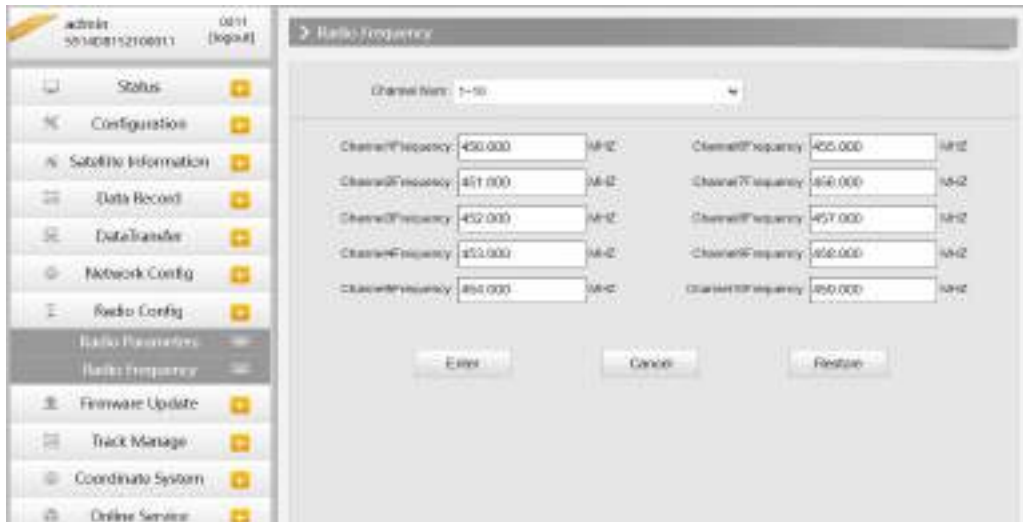 admin
[logout]
Radio Frequency
Status
Configuration
Satellite Information
Data Record
DataTransfer
Network Config
Radio Config
Radio Parameters
Radio Frequency
Firmware Update
Track Manage
Coordinate System
Online Service
Channel Num: 1~10
Channel1Frequency 450.000 MHZ
Channel6Frequency 455.000 MHZ
Channel2Frequency 451.000 MHZ
Channel7Frequency 456.000 MHZ
Channel3Frequency 452.000 MHZ
Channel8Frequency 457.000 MHZ
Channel4Frequency 453.000 MHZ
Channel9Frequency 458.000 MHZ
Channel5Frequency 454.000 MHZ
Channel10Frequency 459.000 MHZ
Enter Cancel Restore